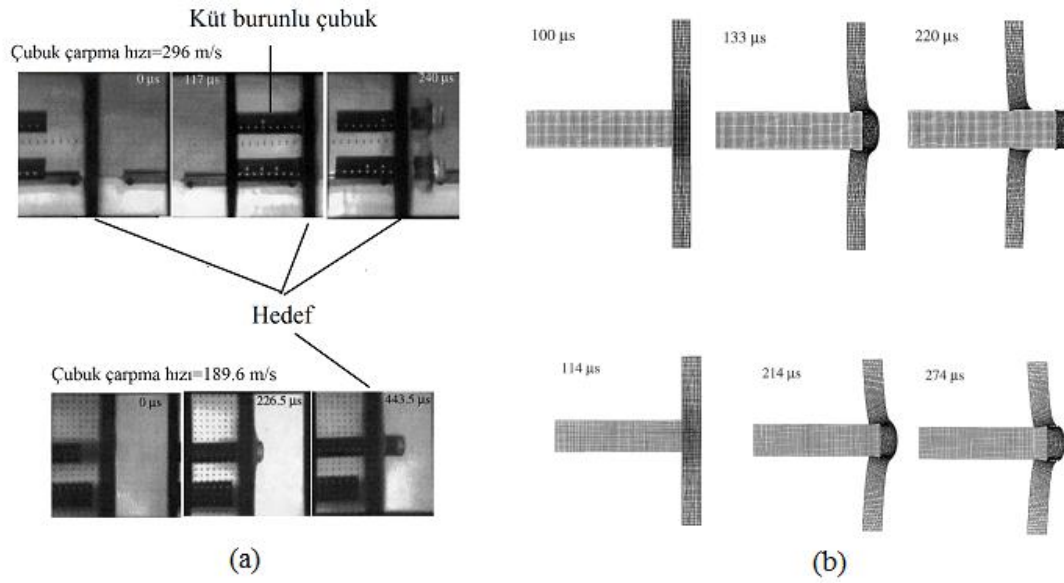 Küt burunlu çubuk
Çubuk çarpma hızı=296 m/s
0 µs
117 µs
240 µs
Hedef
Çubuk çarpma hızı=189.6 m/s
0 µs
226.5 µs
443.5 µs
(a)
100 µs
133 µs
220 µs
114 µs
214 µs
274 µs
(b)